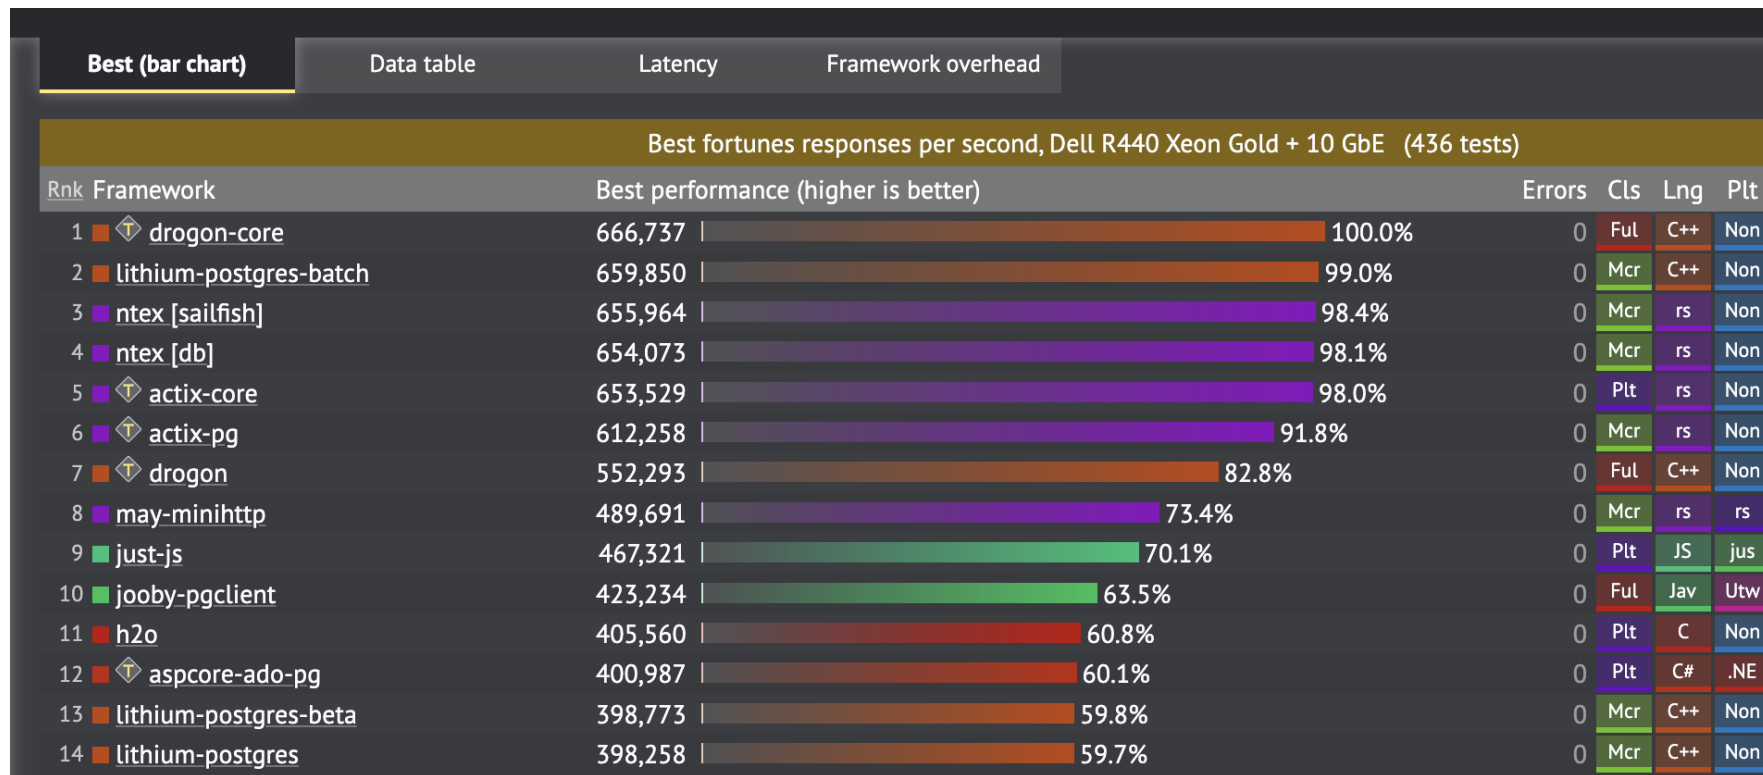 Best (bar chart) Data table Latency Framework overhead
Best fortunes responses per second, Dell R440 Xeon Gold + 10 GbE (436 tests)
Rnk Framework Best performance (higher is better) Errors Cls Lng Plt
1 T drogon-core 666,737 100.0% 0 Ful C++ Non
2 lithium-postgres-batch 659,850 99.0% 0 Mcr C++ Non
3 ntex [sailfish] 655,964 98.4% 0 Mcr rs Non
4 ntex [db] 654,073 98.1% 0 Mcr rs Non
5 T actix-core 653,529 98.0% 0 Plt rs Non
6 T actix-pg 612,258 91.8% 0 Mcr rs Non
7 T drogon 552,293 82.8% 0 Ful C++ Non
8 may-minihttp 489,691 73.4% 0 Mcr rs rs
9 just-js 467,321 70.1% 0 Plt JS jus
10 jooby-pgclient 423,234 63.5% 0 Ful Jav Utw
11 h2o 405,560 60.8% 0 Plt C Non
12 T aspcore-ado-pg 400,987 60.1% 0 Plt C# .NE
13 lithium-postgres-beta 398,773 59.8% 0 Mcr C++ Non
14 lithium-postgres 398,258 59.7% 0 Mcr C++ Non